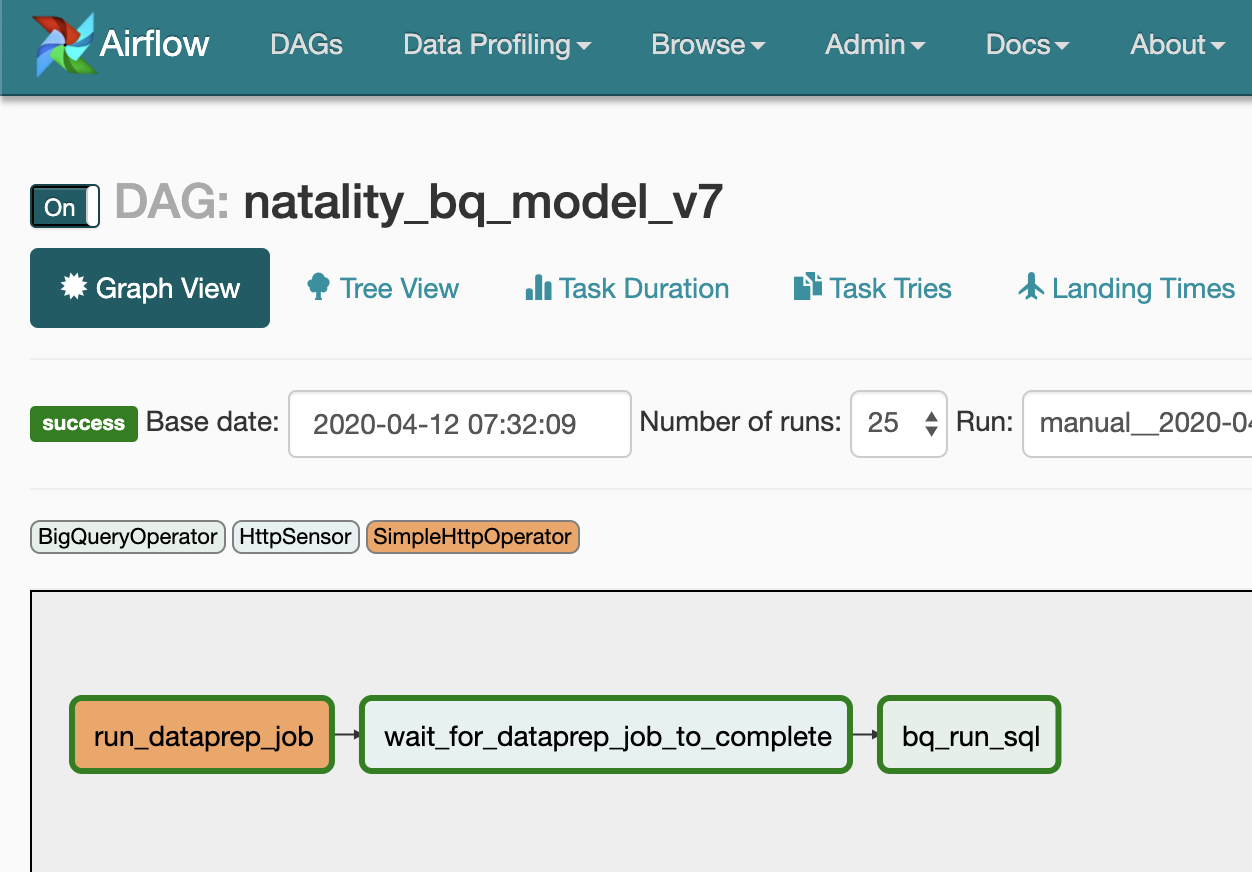 Airflow DAGs Data Profiling Browse Admin Docs About
On DAG: natality_bq_model_v7
Graph View Tree View Task Duration Task Tries Landing Times
success Base date: 2020-04-12 07:32:09 Number of runs: 25 Run: manual__2020-04
BigQueryOperator HttpSensor SimpleHttpOperator
run_dataprep_job wait_for_dataprep_job_to_complete bq_run_sql